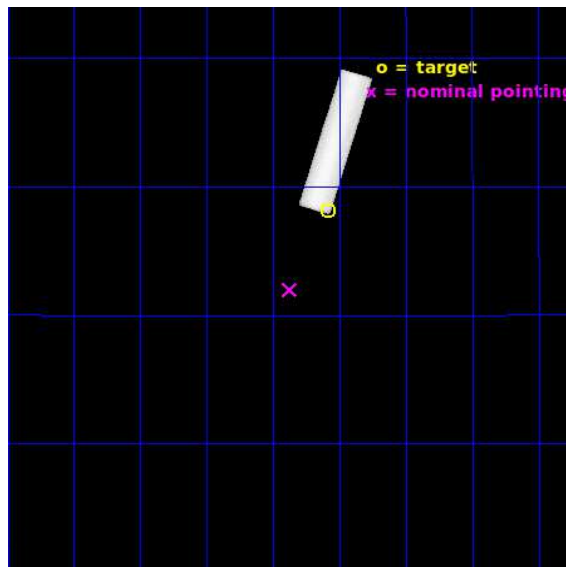 o = target
x = nominal pointing